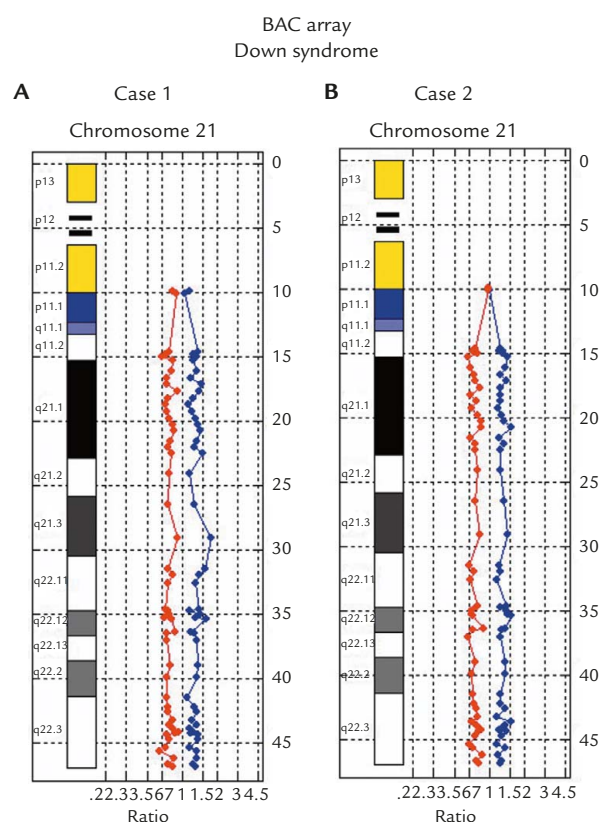 BAC array
Down syndrome
A Case 1
Chromosome 21
p13
p12
p11.2
p11.1
q11.1
q11.2
q21.1
q21.2
q21.3
q22.11
q22.12
q22.13
q22.2
q22.3
0
5
10
15
20
25
30
35
40
45
.22.33.5671 1.52 34.5
Ratio
B Case 2
Chromosome 21
p13
p12
p11.2
p11.1
q11.1
q11.2
q21.1
q21.2
q21.3
q22.11
q22.12
q22.13
q22.2
q22.3
0
5
10
15
20
25
30
35
40
45
.22.33.5671 1.52 34.5
Ratio